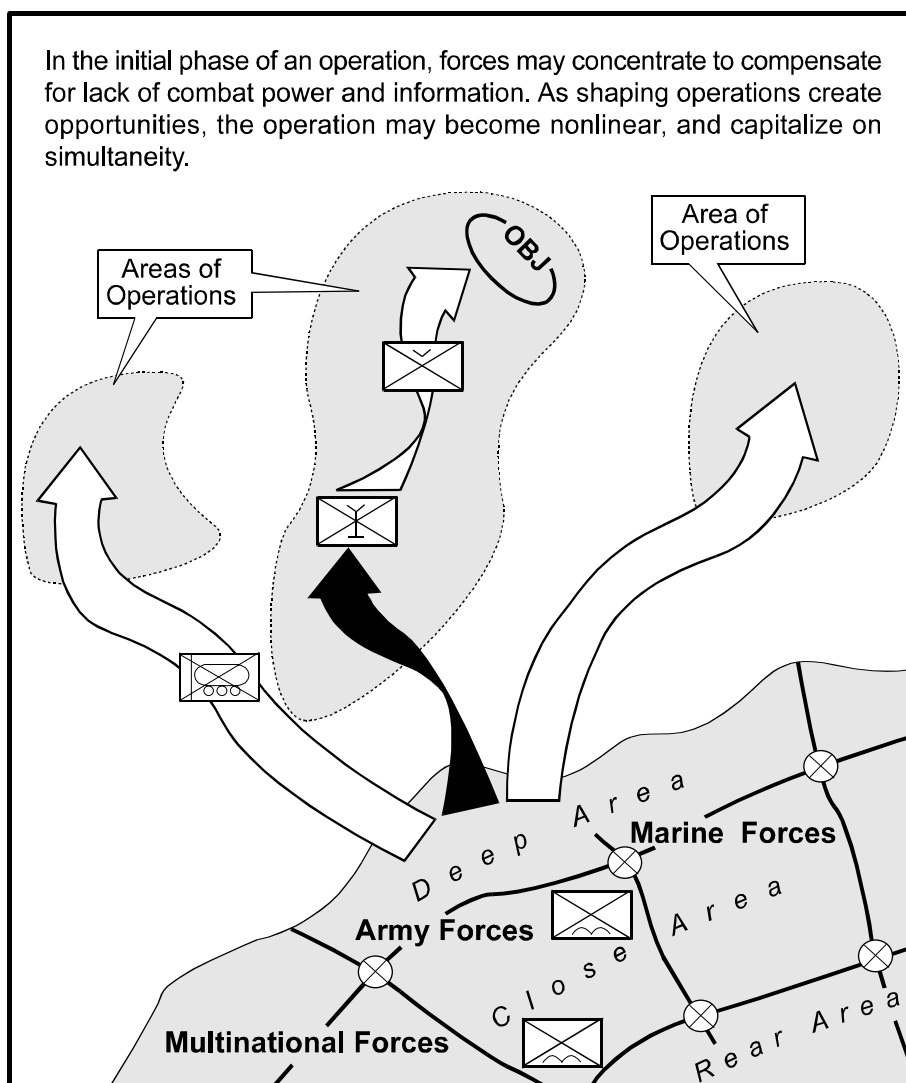 In the initial phase of an operation, forces may concentrate to compensate
for lack of combat power and information. As shaping operations create
opportunities, the operation may become nonlinear, and capitalize on
simultaneity.
Area of
Operations
OBJ
Areas of
Operations
Deep Area
Marine Forces
Army Forces
Close Area
Rear Area
Multinational Forces